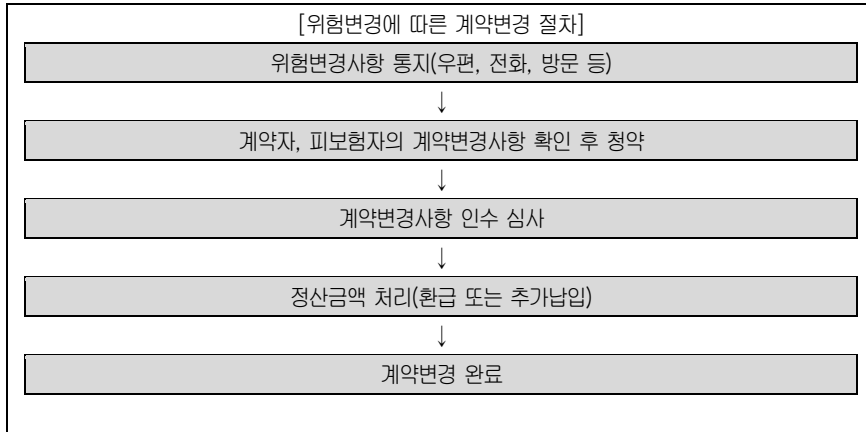 [위험변경에 따른 계약변경 절차]
위험변경사항 통지(우편, 전화, 방문 등)
↓
계약자, 피보험자의 계약변경사항 확인 후 청약
↓
계약변경사항 인수 심사
↓
정산금액 처리(환급 또는 추가납입)
↓
계약변경 완료